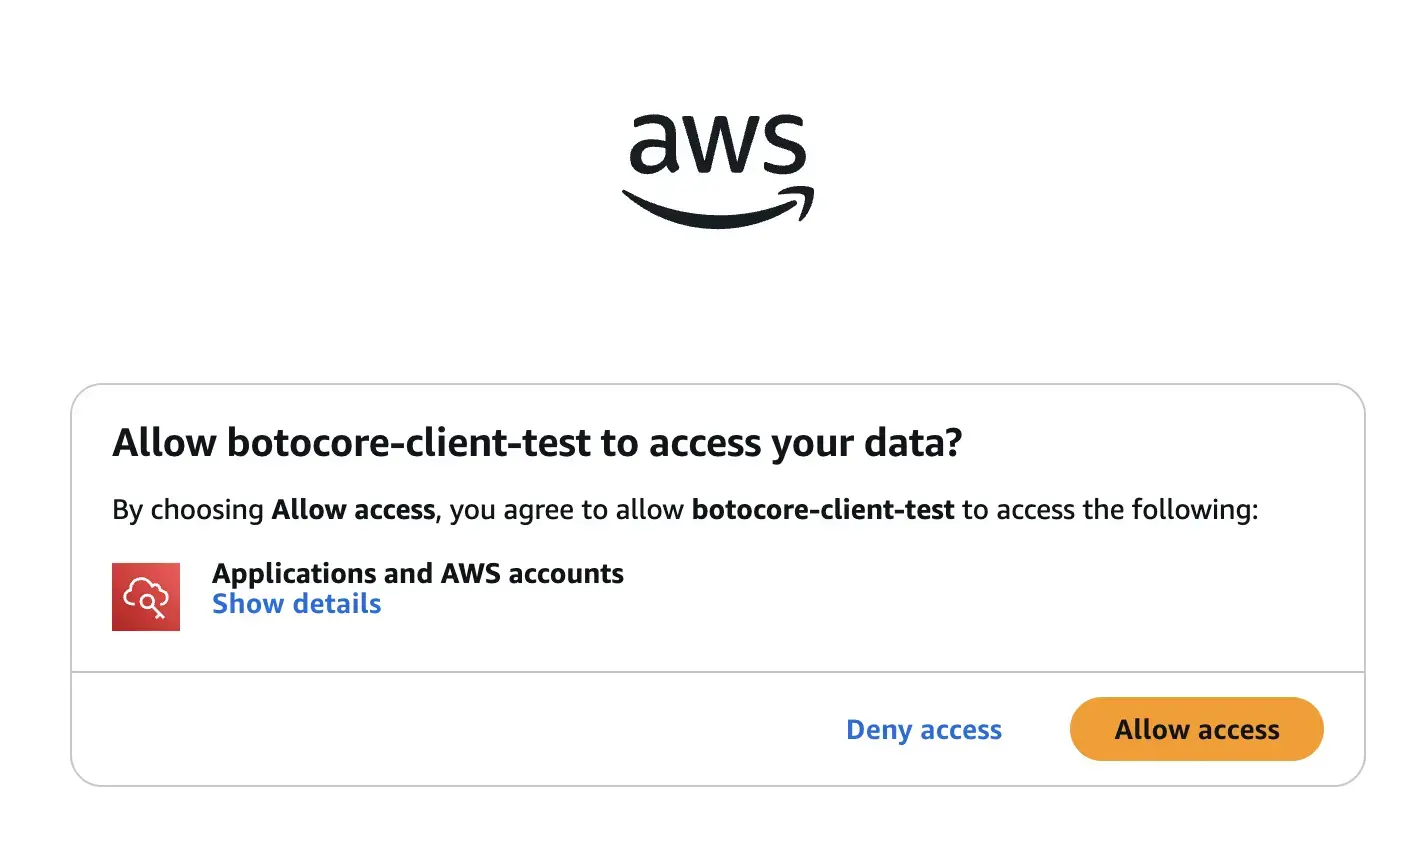 aws
Allow botocore-client-test to access your data?
By choosing Allow access, you agree to allow botocore-client-test to access the following:
Applications and AWS accounts
Show details
Deny access
Allow access